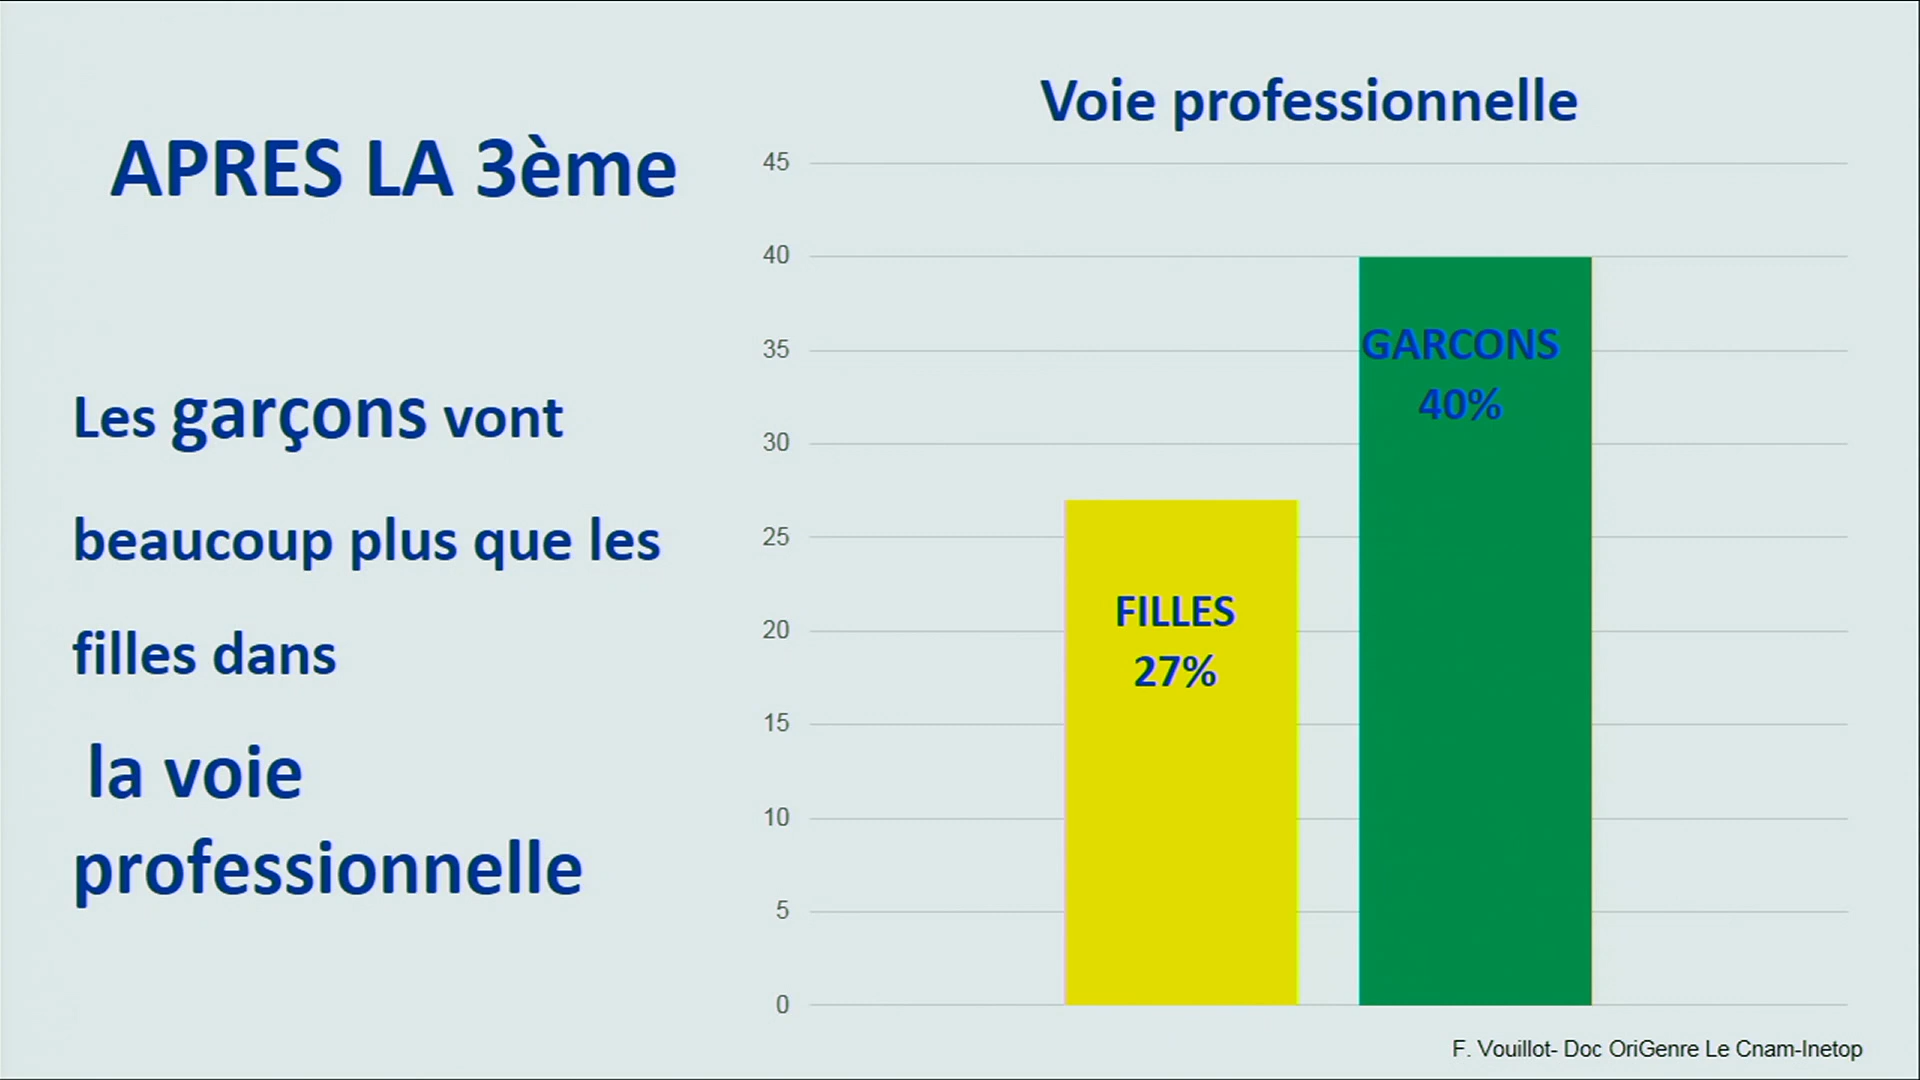 APRES LA 3ème
Les garçons vont
beaucoup plus que les
filles dans
la voie
professionnelle
Voie professionnelle
45
40
35
30
25
20
15
10
5
0
GARCONS
40%
FILLES
27%
F. Vouillot- Doc OriGenre Le Cnam-Inetop